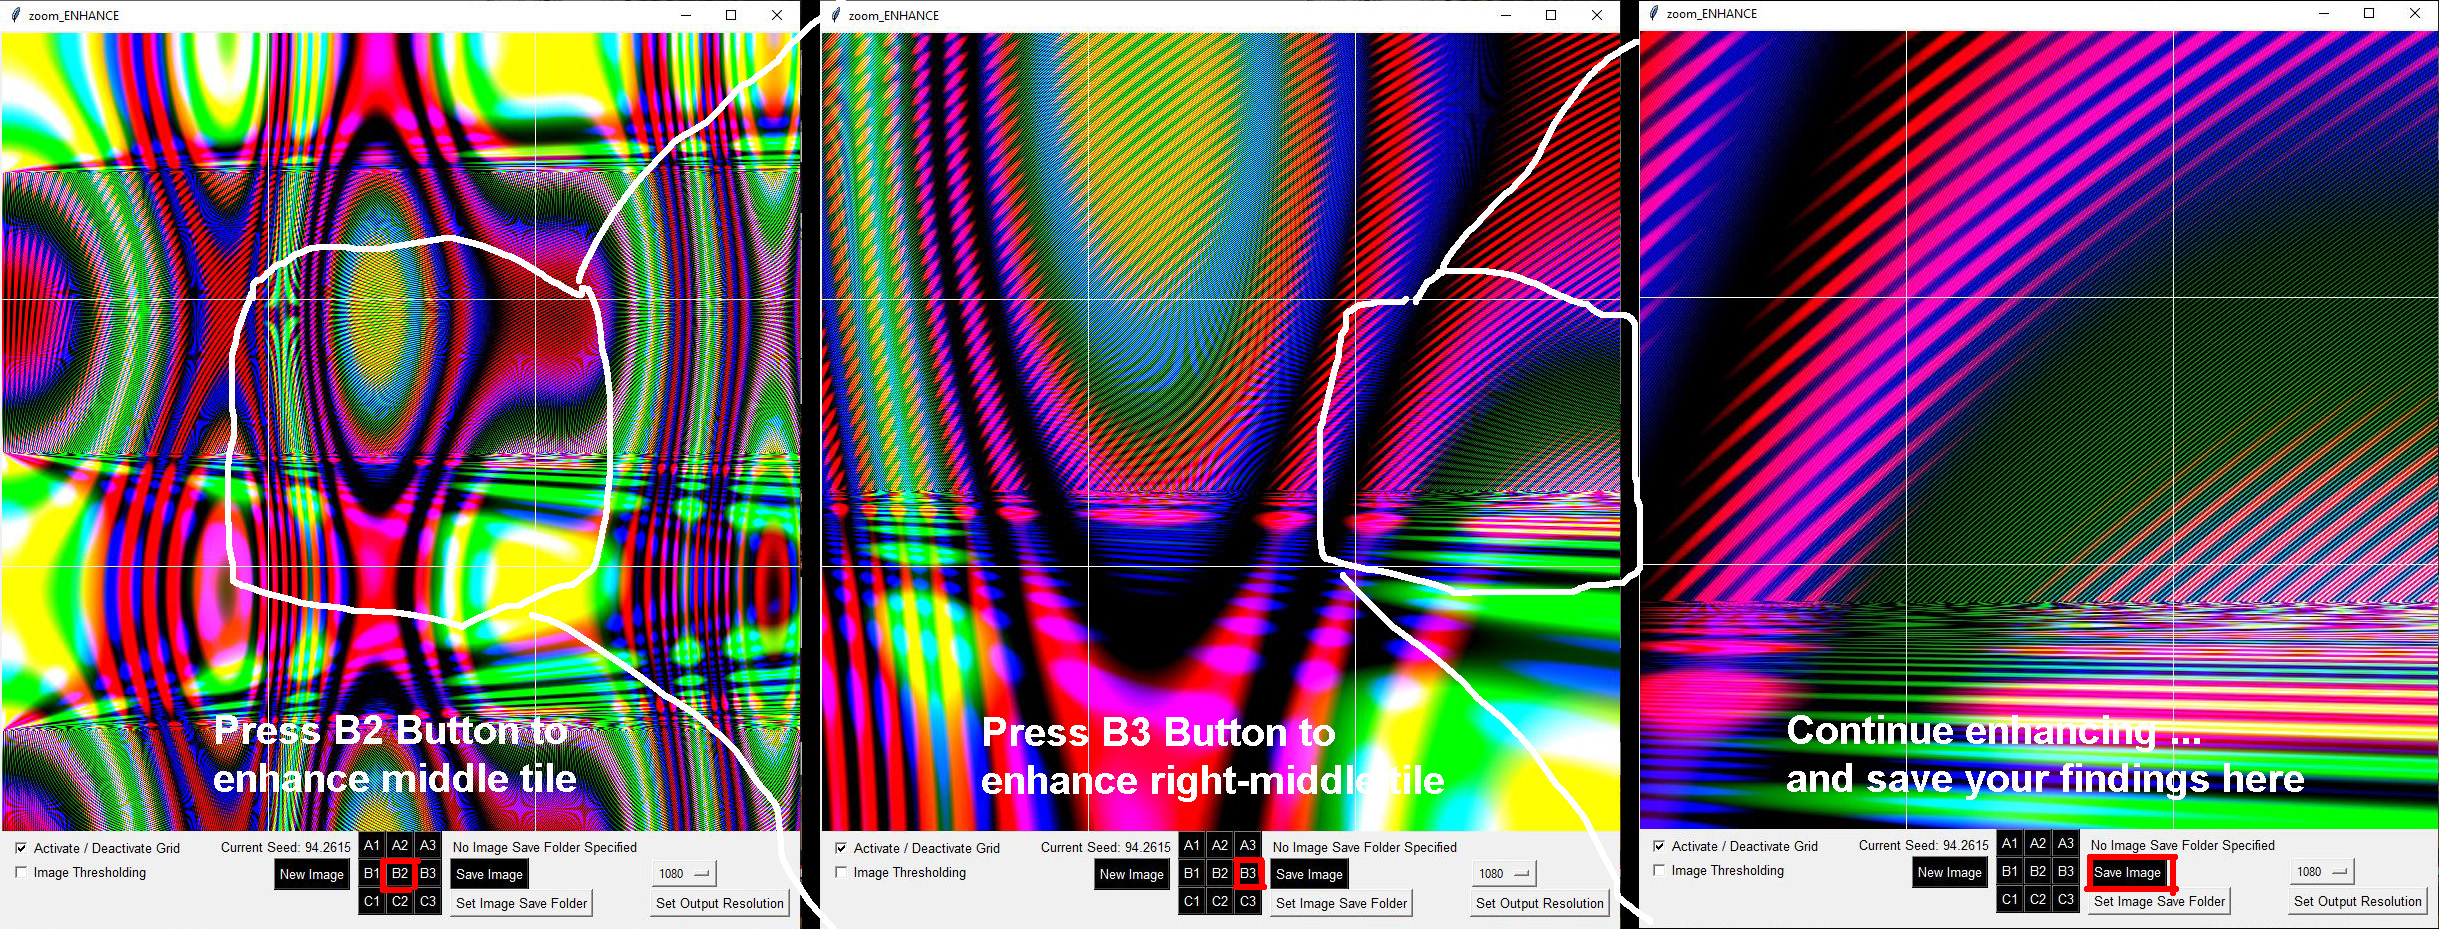 zoom_ENHANCE
Press B2 Button to
enhance middle tile
Activate / Deactivate Grid
Image Thresholding
Current Seed: 94.2615
New Image
A1 A2 A3
B1 B2 B3
C1 C2 C3
No Image Save Folder Specified
Save Image
Set Image Save Folder
1080
Set Output Resolution
zoom_ENHANCE
Press B3 Button to
enhance right-middle tile
Activate / Deactivate Grid
Image Thresholding
Current Seed: 94.2615
New Image
A1 A2 A3
B1 B2 B3
C1 C2 C3
No Image Save Folder Specified
Save Image
Set Image Save Folder
1080
Set Output Resolution
zoom_ENHANCE
Continue enhancing ...
and save your findings here
Activate / Deactivate Grid
Image Thresholding
Current Seed: 94.2615
New Image
A1 A2 A3
B1 B2 B3
C1 C2 C3
No Image Save Folder Specified
Save Image
Set Image Save Folder
1080
Set Output Resolution